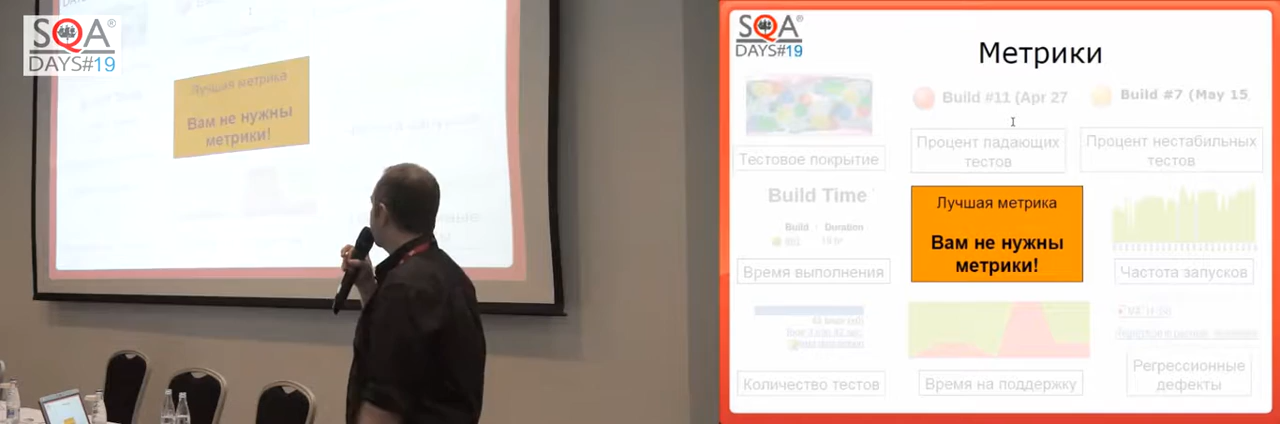 SQA®
DAYS#19
Лучшая метрика
Вам не нужны
метрики!
SQA®
DAYS#19
Метрики
Build #11 (Apr 27
Build #7 (May 15
Тестовое покрытие
Процент падающих
тестов
Процент нестабильных
тестов
Build Time
Build Duration
Лучшая метрика
Вам не нужны
метрики!
Время выполнения
Частота запусков
Количество тестов
Время на поддержку
Регрессионные
дефекты